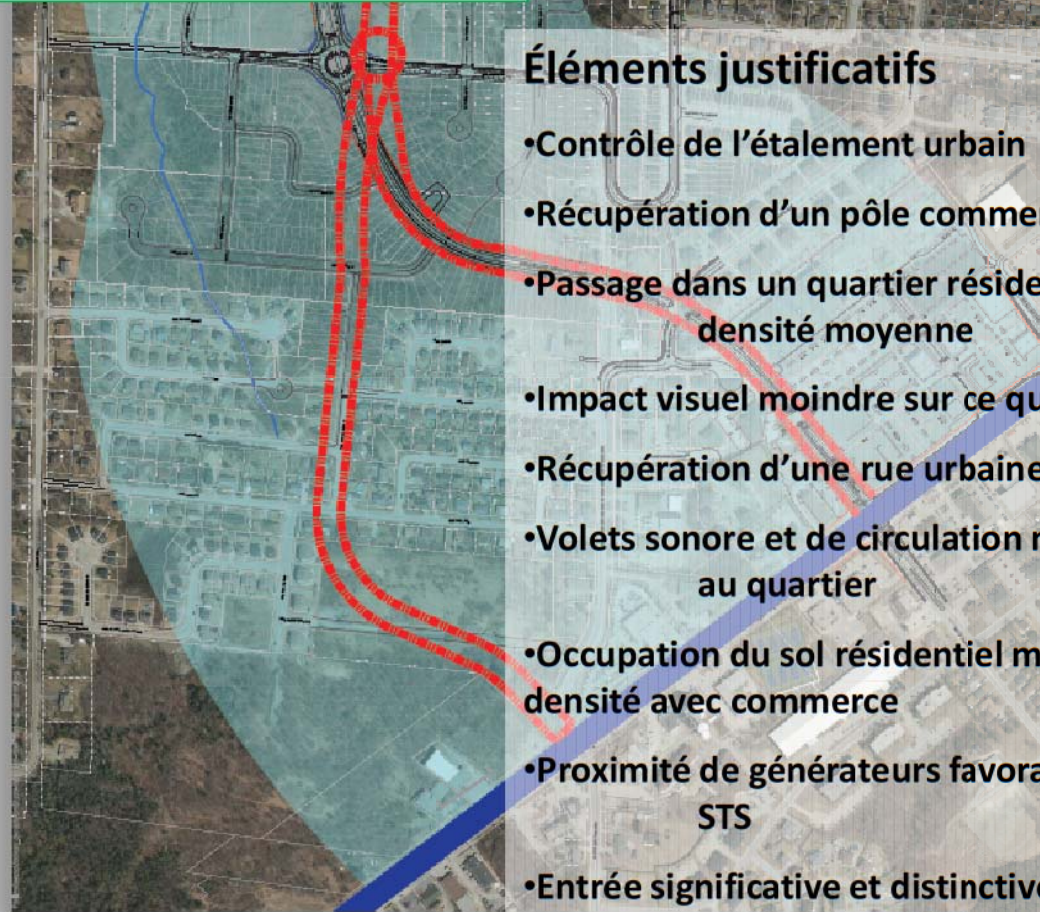 Éléments justificatifs
•Contrôle de l'étalement urbain
•Récupération d'un pôle commer
•Passage dans un quartier réside
densité moyenne
•Impact visuel moindre sur ce qu
•Récupération d'une rue urbaine
•Volets sonore et de circulation
au quartier
•Occupation du sol résidentiel m
densité avec commerce
•Proximité de générateurs favora
STS
•Entrée significative et distinctive